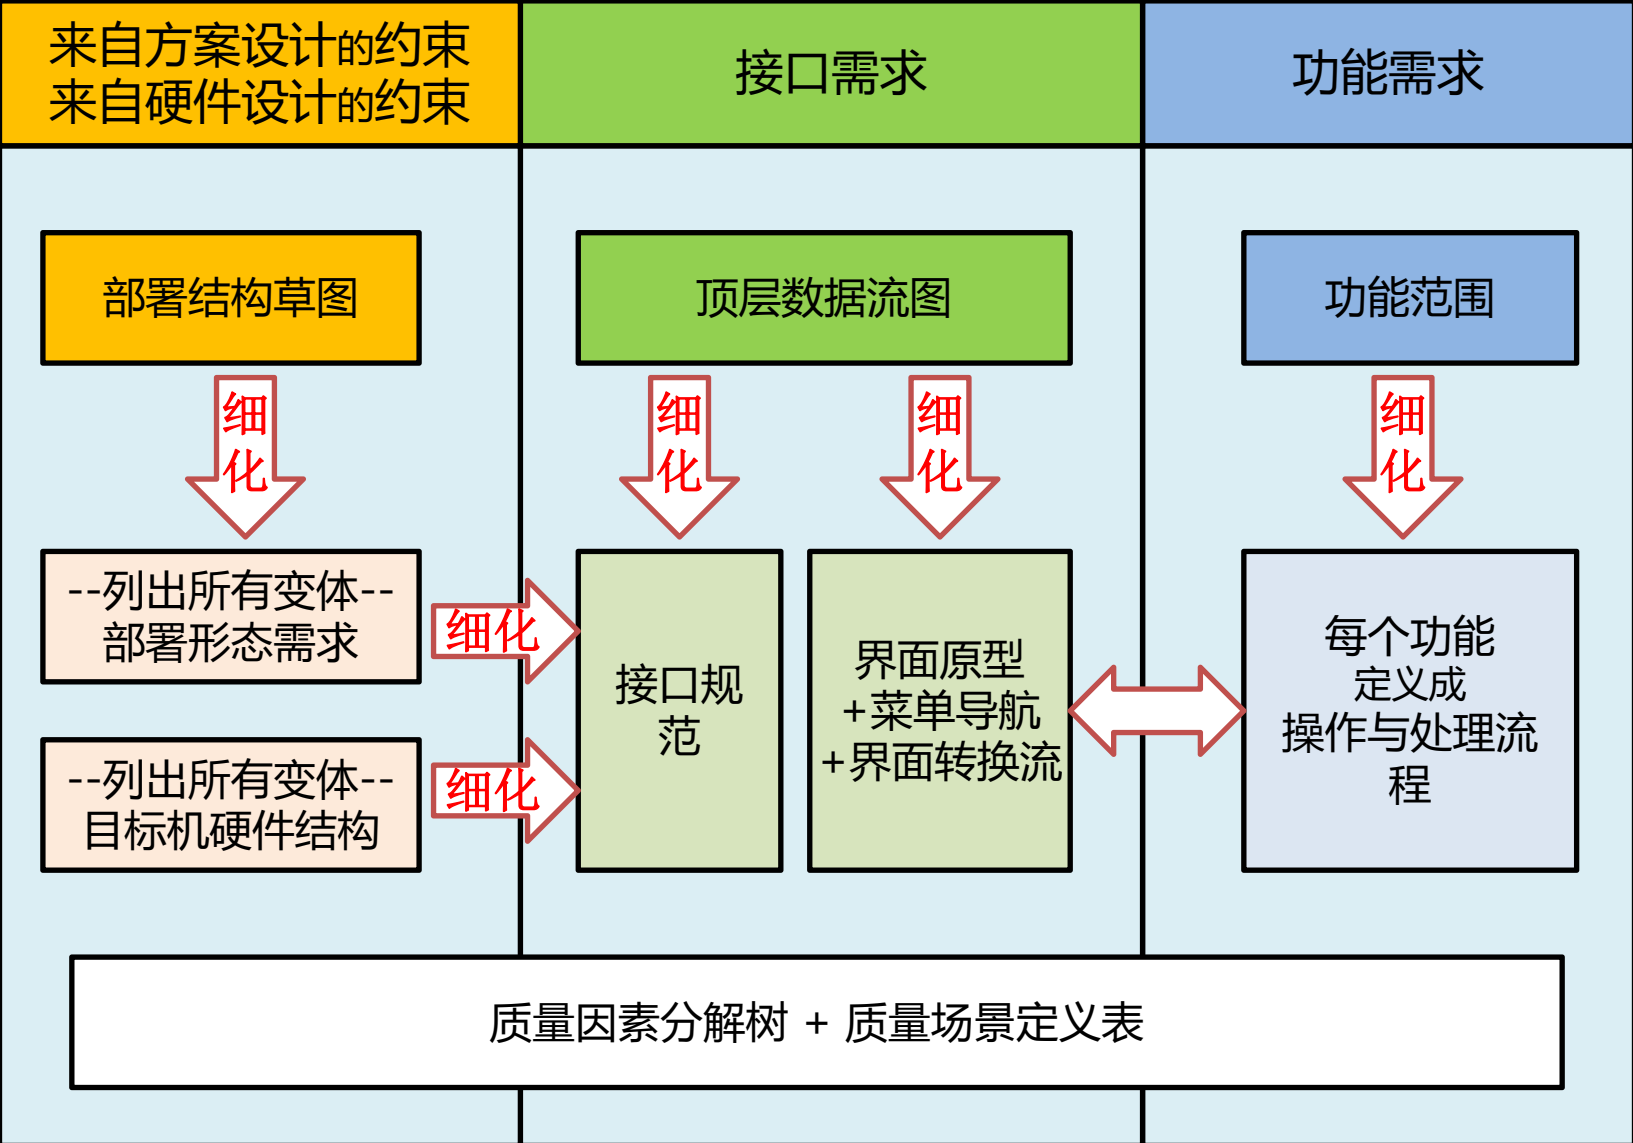 来自方案设计的约束
来自硬件设计的约束
接口需求
功能需求
部署结构草图
顶层数据流图
功能范围
细
化
细
化
细
化
细
化
--列出所有变体--
部署形态需求
细化
--列出所有变体--
目标机硬件结构
细化
接口规
范
界面原型
+菜单导航
+界面转换流
每个功能
定义成
操作与处理流
程
质量因素分解树 + 质量场景定义表